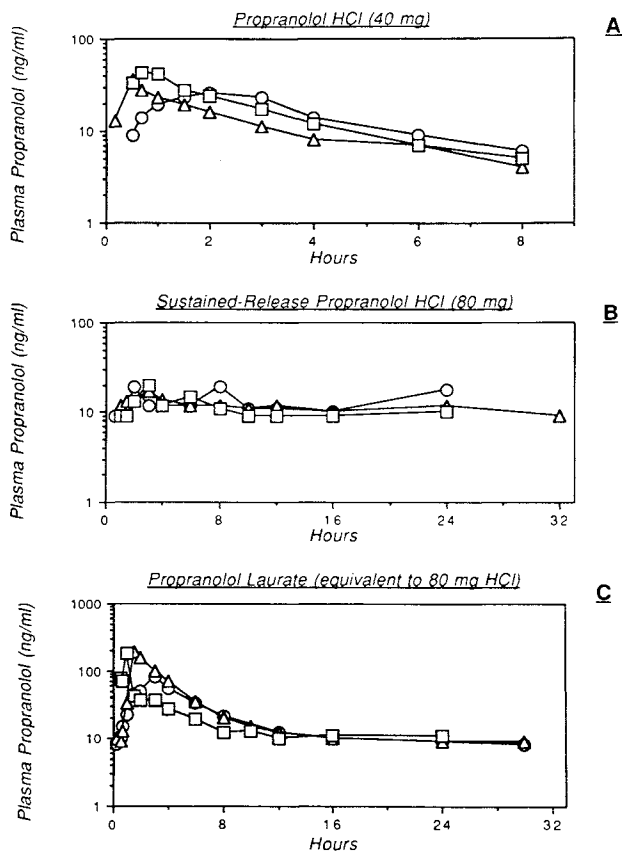 Propranolol HCl (40 mg)
A
Plasma Propranolol (ng/ml)
100
10
1
0
2
4
6
8
Hours
Sustained-Release Propranolol HCl (80 mg)
B
Plasma Propranolol (ng/ml)
100
10
1
0
8
16
24
32
Hours
Propranolol Laurate (equivalent to 80 mg HCl)
C
Plasma Propranolol (ng/ml)
1000
100
10
1
0
8
16
24
32
Hours